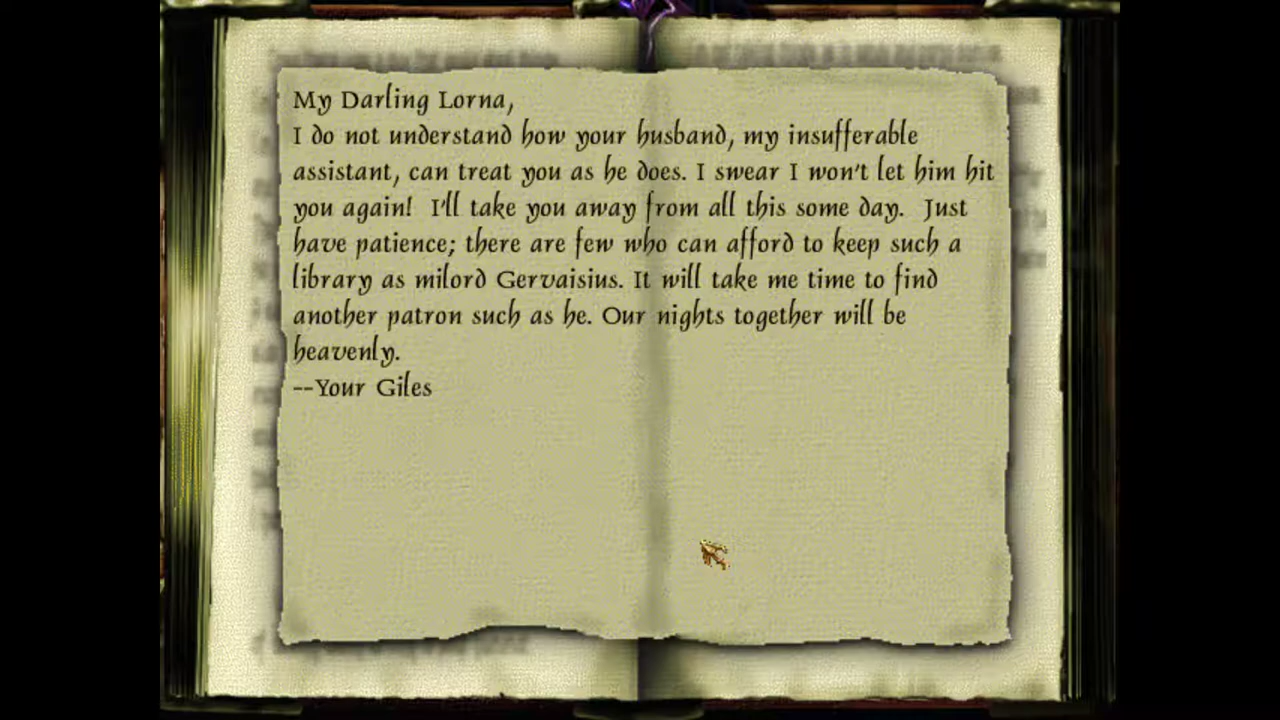 My Darling Lorna,
I do not understand how your husband, my insufferable
assistant, can treat you as he does. I swear I won't let him hit
you again!  I'll take you away from all this some day.  Just
have patience; there are few who can afford to keep such a
library as milord Gervaisius. It will take me time to find
another patron such as he. Our nights together will be
heavenly.
--Your Giles